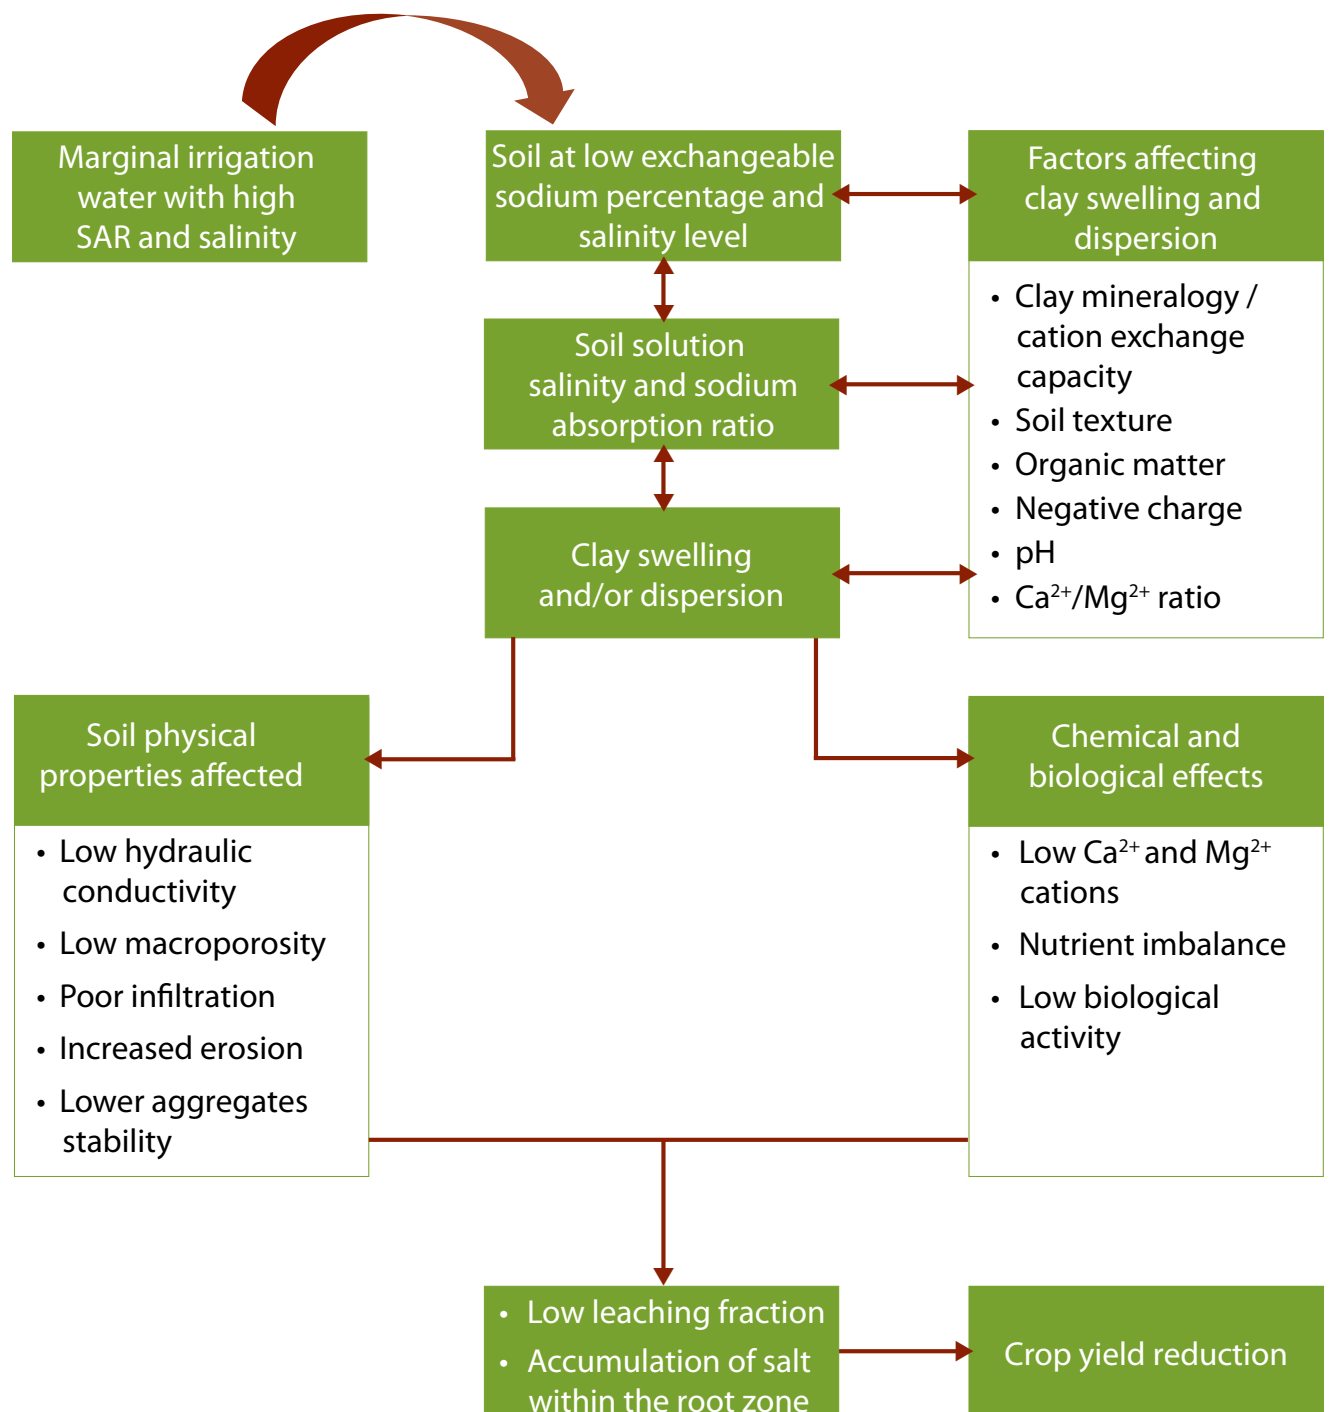 Marginal irrigation
water with high
SAR and salinity
Soil at low exchangeable
sodium percentage and
salinity level
Factors affecting
clay swelling and
dispersion
• Clay mineralogy /
cation exchange
capacity
• Soil texture
• Organic matter
• Negative charge
• pH
• Ca²⁺/Mg²⁺ ratio
Soil solution
salinity and sodium
absorption ratio
Clay swelling
and/or dispersion
Soil physical
properties affected
• Low hydraulic
conductivity
• Low macroporosity
• Poor infiltration
• Increased erosion
• Lower aggregates
stability
Chemical and
biological effects
• Low Ca²⁺ and Mg²⁺
cations
• Nutrient imbalance
• Low biological
activity
• Low leaching fraction
• Accumulation of salt
within the root zone
Crop yield reduction